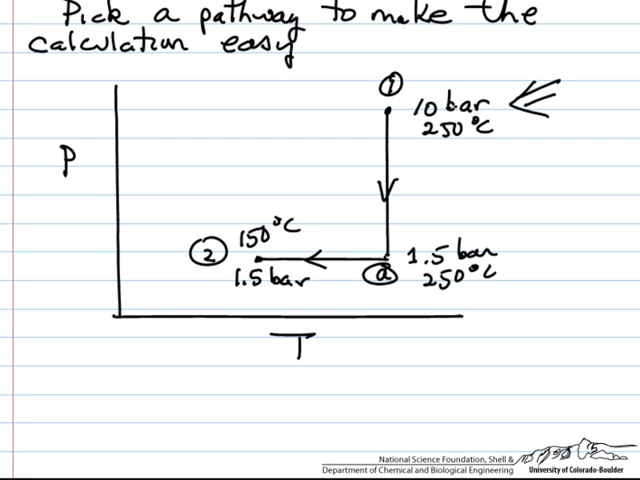 Pick a pathway to make the
calculation easy
①
10 bar
250°C
P
150°C
②
1.5 bar
1.5 bar
ⓐ
250°C
T
National Science Foundation, Shell &
Department of Chemical and Biological Engineering
University of Colorado-Boulder